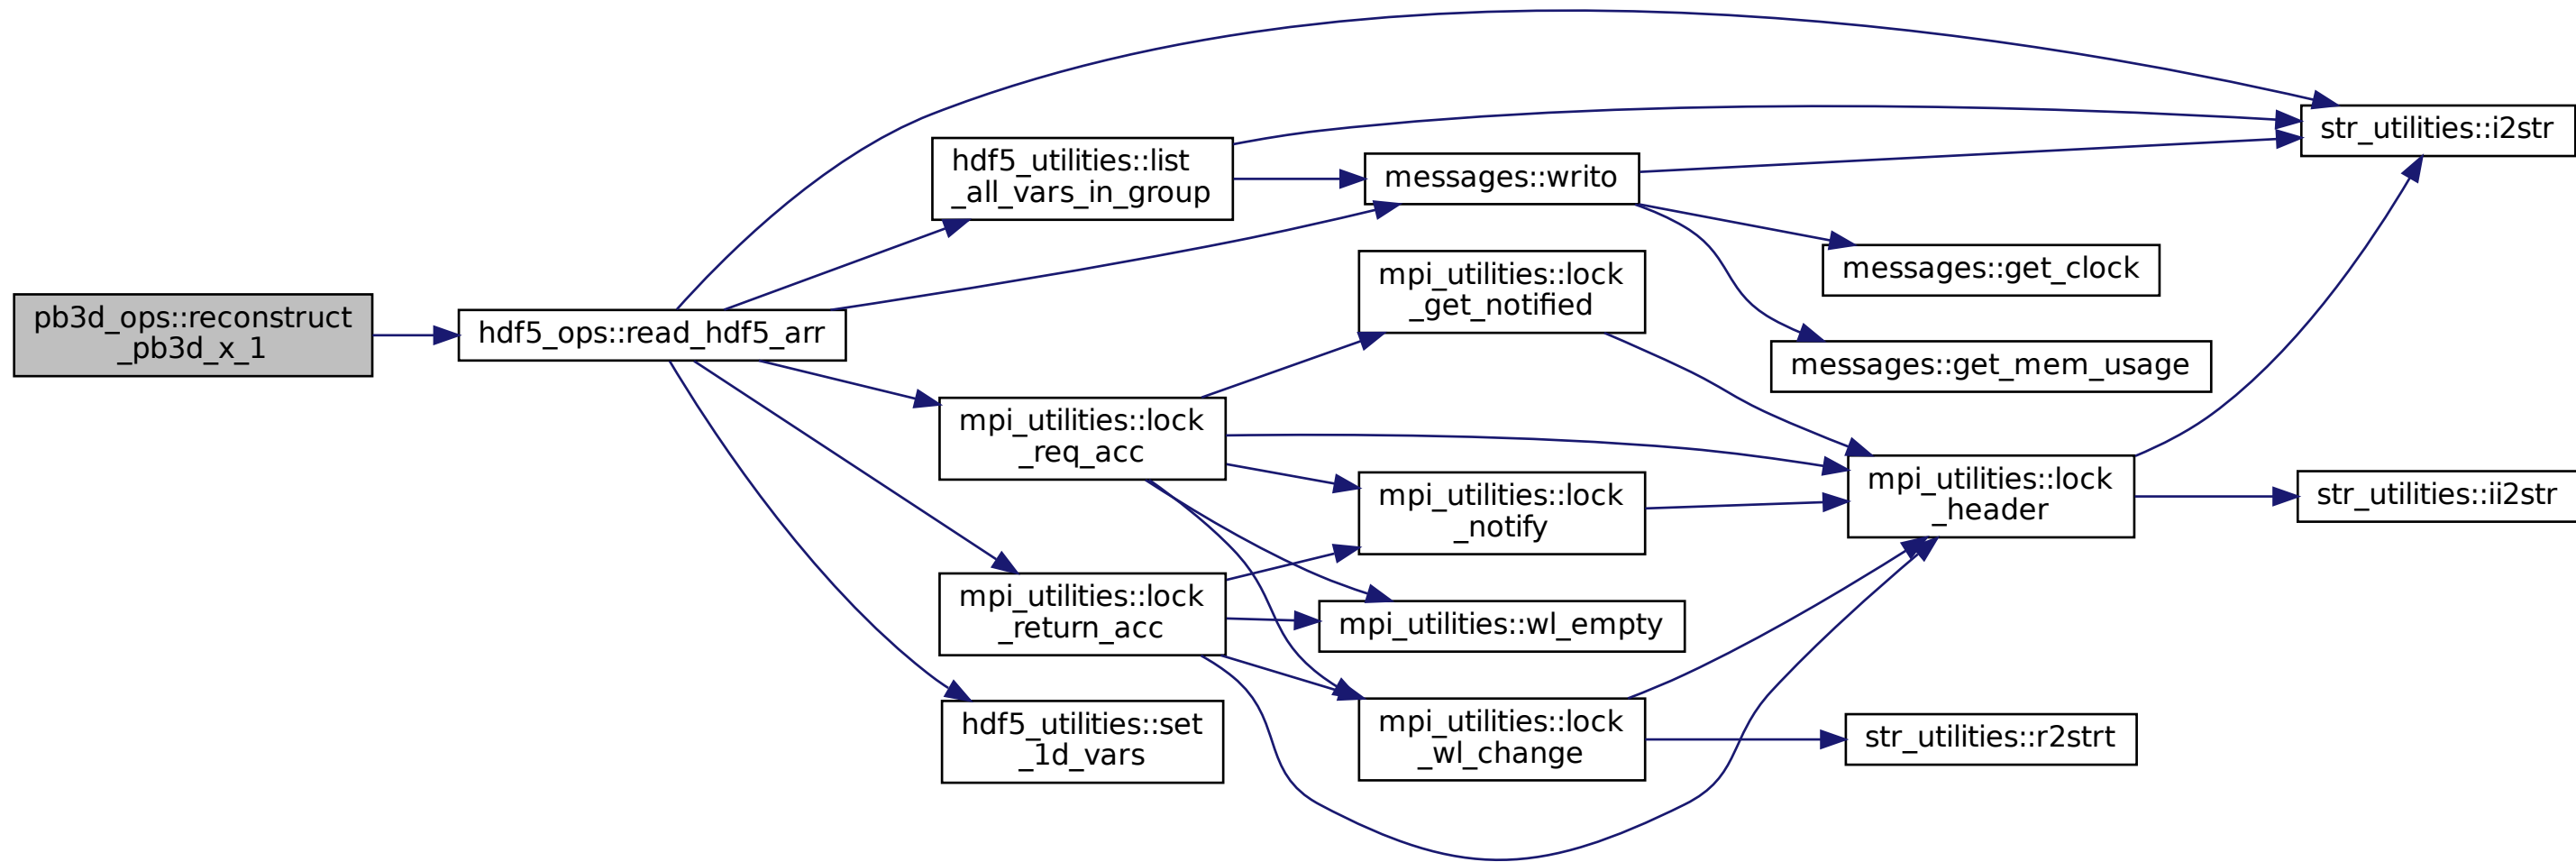 pb3d_ops::reconstruct
_pb3d_x_1
hdf5_ops::read_hdf5_arr
hdf5_utilities::list
_all_vars_in_group
messages::writo
str_utilities::i2str
messages::get_clock
messages::get_mem_usage
mpi_utilities::lock
_get_notified
mpi_utilities::lock
_req_acc
mpi_utilities::lock
_header
str_utilities::ii2str
mpi_utilities::lock
_notify
mpi_utilities::lock
_return_acc
mpi_utilities::wl_empty
hdf5_utilities::set
_1d_vars
mpi_utilities::lock
_wl_change
str_utilities::r2strt